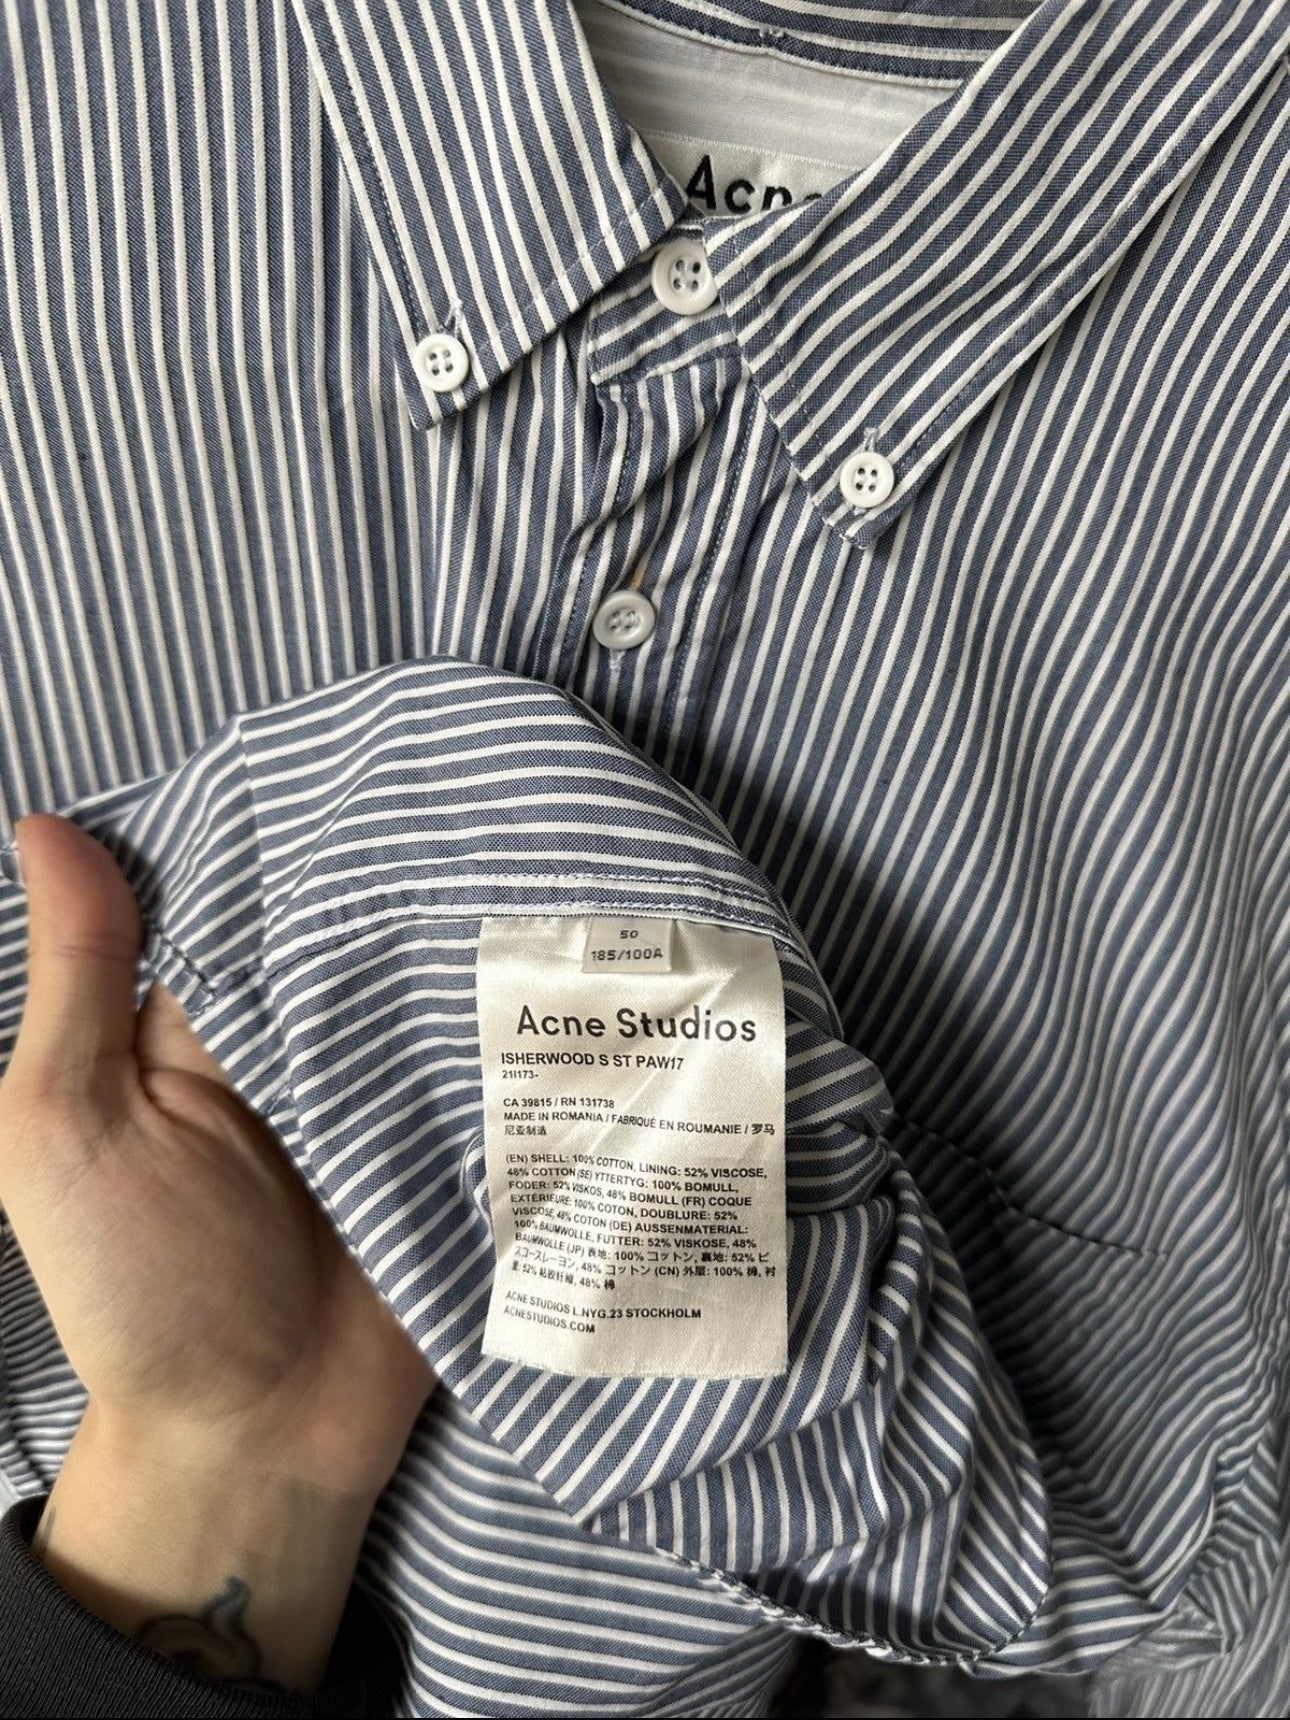 Acne
50
185/100A
Acne Studios
ISHERWOOD S ST PAW17
21I173-
CA 39815 / RN 131738
MADE IN ROMANIA / FABRIQUÉ EN ROUMANIE / 罗马
尼亚制造
(EN) SHELL: 100% COTTON, LINING: 52% VISCOSE,
48% COTTON (SE) YTTERTYG: 100% BOMULL,
FODER: 52% VISKOS, 48% BOMULL (FR) COQUE
EXTÉRIEURE: 100% COTON, DOUBLURE: 52%
VISCOSE, 48% COTON (DE) AUSSENMATERIAL:
100% BAUMWOLLE, FUTTER: 52% VISKOSE, 48%
BAUMWOLLE (JP) 表地: 100% コットン, 裏地: 52% ビ
スコースレーヨン, 48% コットン (CN) 外层: 100% 棉, 衬
里: 52% 粘胶纤维, 48% 棉
ACNE STUDIOS L.NYG.23 STOCKHOLM
ACNESTUDIOS.COM